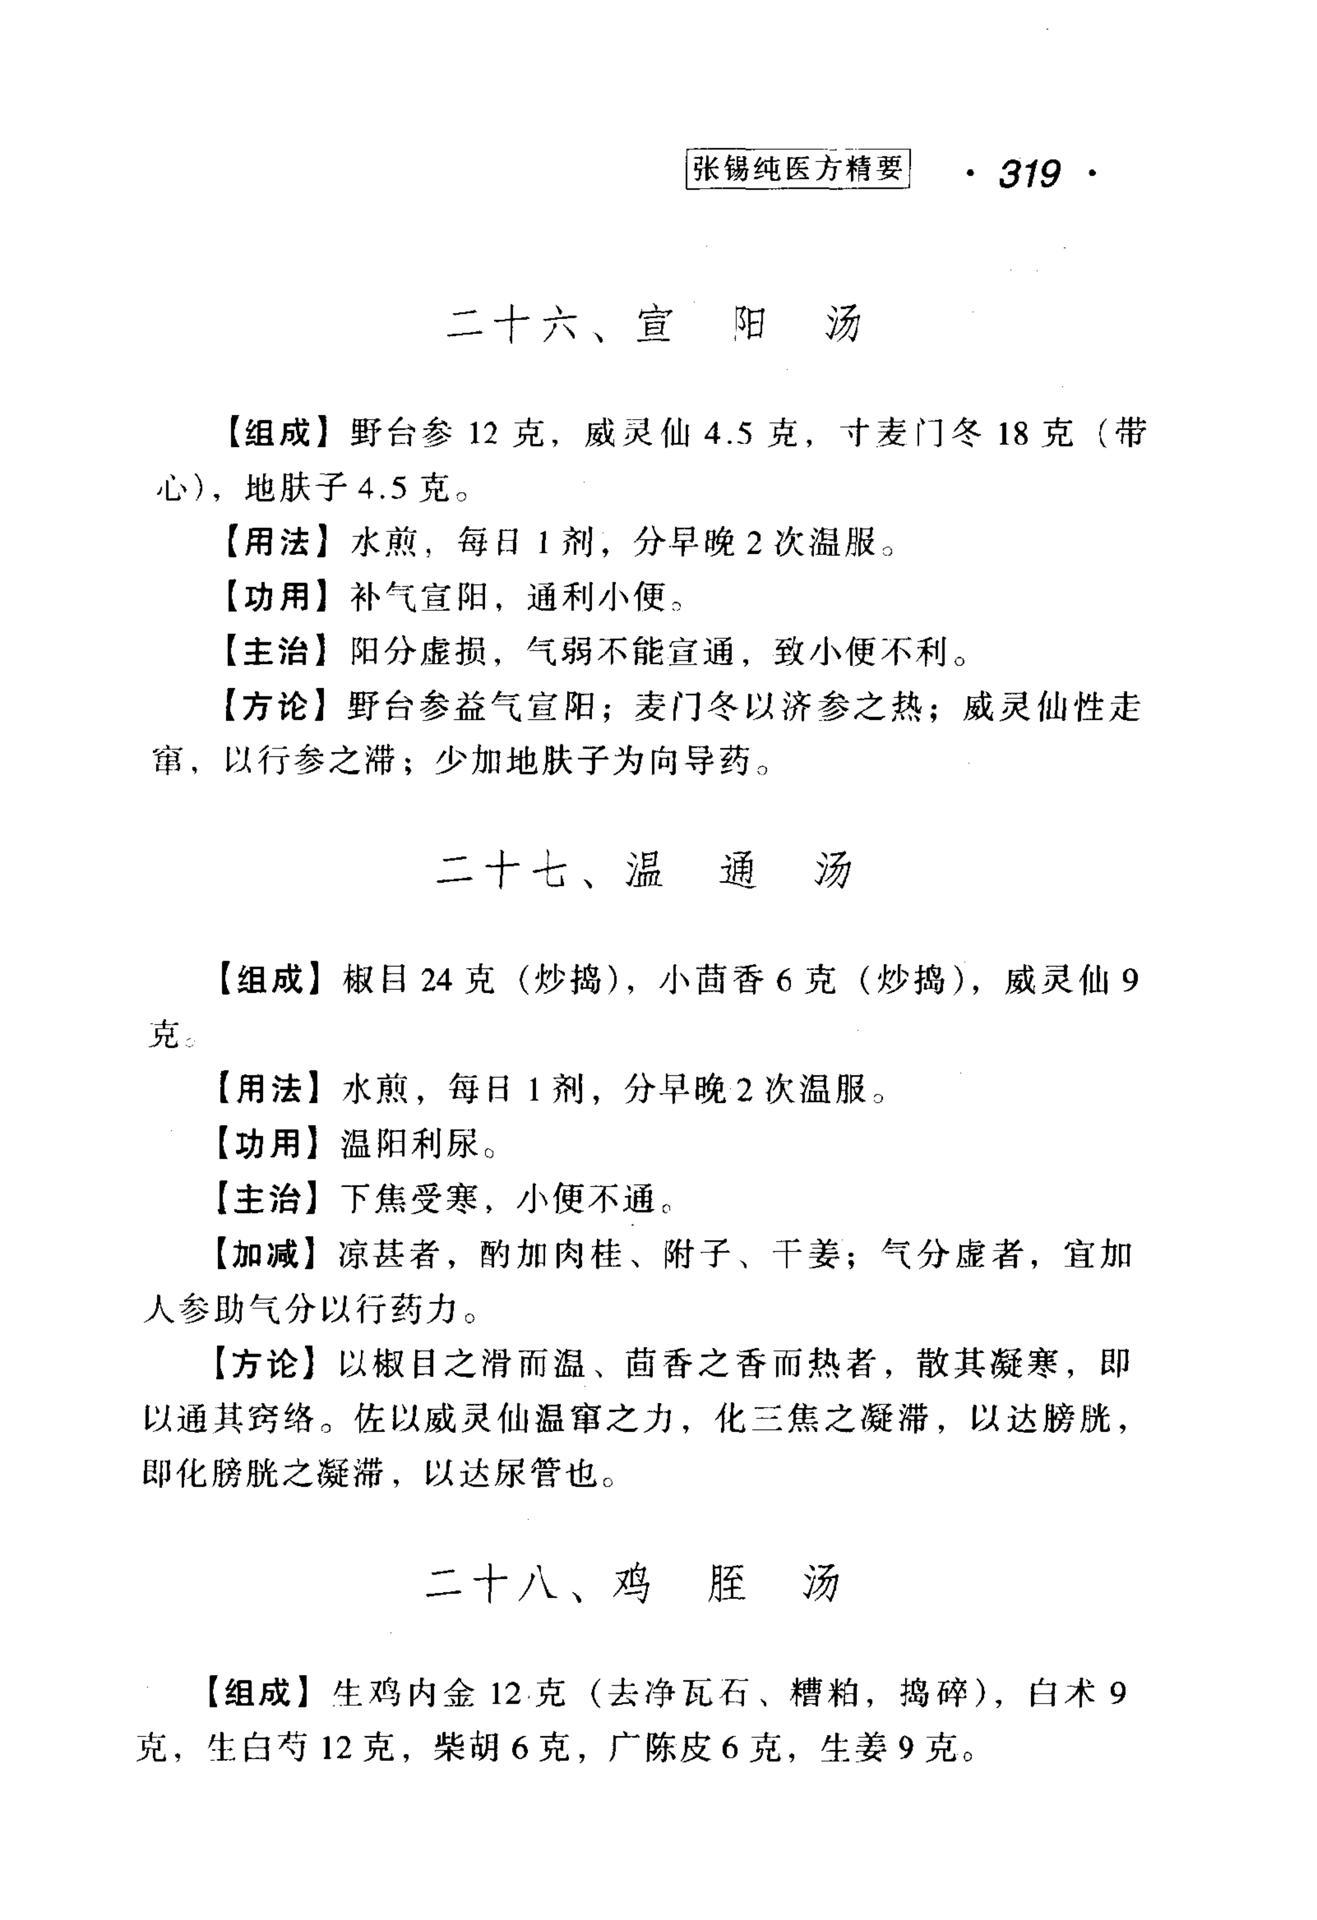 张锡纯医方精要 · 319 ·
二十六、宣 阳 汤
【组成】野台参 12 克，威灵仙 4.5 克，寸麦门冬 18 克（带
心），地肤子 4.5 克。
【用法】水煎，每日 1 剂，分早晚 2 次温服。
【功用】补气宣阳，通利小便。
【主治】阳分虚损，气弱不能宣通，致小便不利。
【方论】野台参益气宣阳；麦门冬以济参之热；威灵仙性走
窜，以行参之滞；少加地肤子为向导药。
二十七、温 通 汤
【组成】椒目 24 克（炒捣），小茴香 6 克（炒捣），威灵仙 9
克。
【用法】水煎，每日 1 剂，分早晚 2 次温服。
【功用】温阳利尿。
【主治】下焦受寒，小便不通。
【加减】凉甚者，酌加肉桂、附子、干姜；气分虚者，宜加
人参助气分以行药力。
【方论】以椒目之滑而温、茴香之香而热者，散其凝寒，即
以通其窍络。佐以威灵仙温窜之力，化三焦之凝滞，以达膀胱，
即化膀胱之凝滞，以达尿管也。
二十八、鸡 胵 汤
【组成】生鸡内金 12 克（去净瓦石、糟粕，捣碎），白术 9
克，生白芍 12 克，柴胡 6 克，广陈皮 6 克，生姜 9 克。